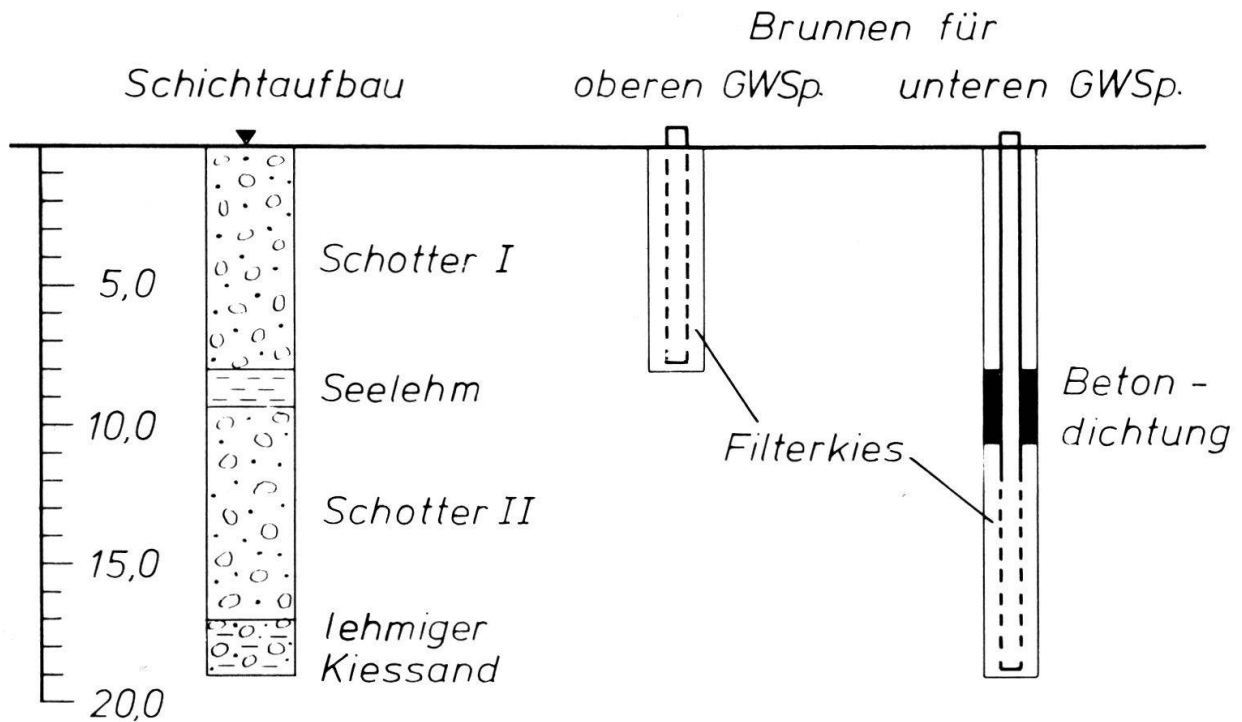 Brunnen für
Schichtaufbau
oberen GWSp.
unteren GWSp.
5,0
10,0
15,0
20,0
Schotter I
Seelehm
Schotter II
lehmiger
Kiessand
Filterkies
Beton -
dichtung